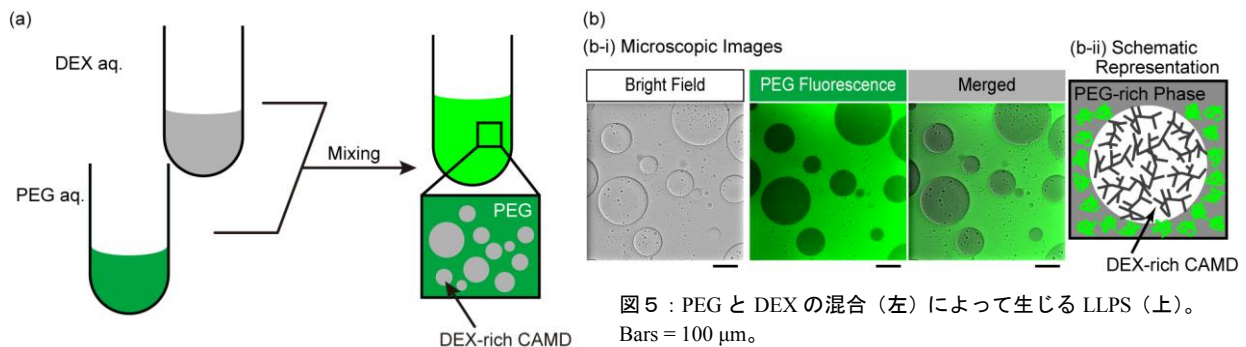 (a)
DEX aq.
PEG aq.
Mixing
PEG
DEX-rich CAMD
(b)
(b-i) Microscopic Images
Bright Field
PEG Fluorescence
Merged
(b-ii) Schematic
Representation
PEG-rich Phase
DEX-rich CAMD
図５：PEG と DEX の混合（左）によって生じる LLPS（上）。
Bars = 100 μm。